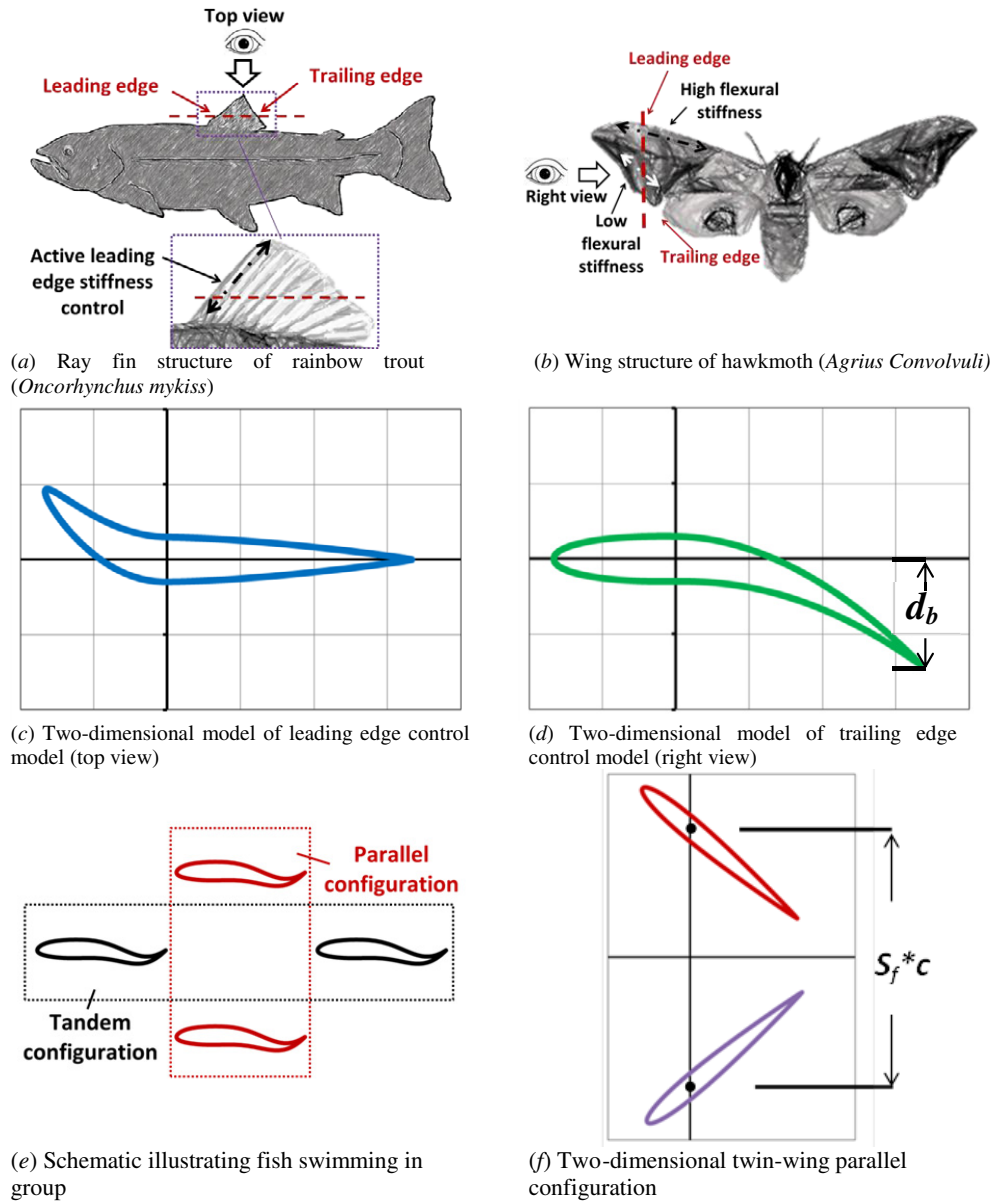 Top view
Leading edge
Trailing edge
Active leading
edge stiffness
control
Leading edge
High flexural
stiffness
Right view
Low
flexural
stiffness
Trailing edge
(a) Ray fin structure of rainbow trout
(Oncorhynchus mykiss)
(b) Wing structure of hawkmoth (Agrius Convolvuli)
d_b
(c) Two-dimensional model of leading edge control
model (top view)
(d) Two-dimensional model of trailing edge
control model (right view)
Parallel
configuration
Tandem
configuration
S_f*c
(e) Schematic illustrating fish swimming in
group
(f) Two-dimensional twin-wing parallel
configuration